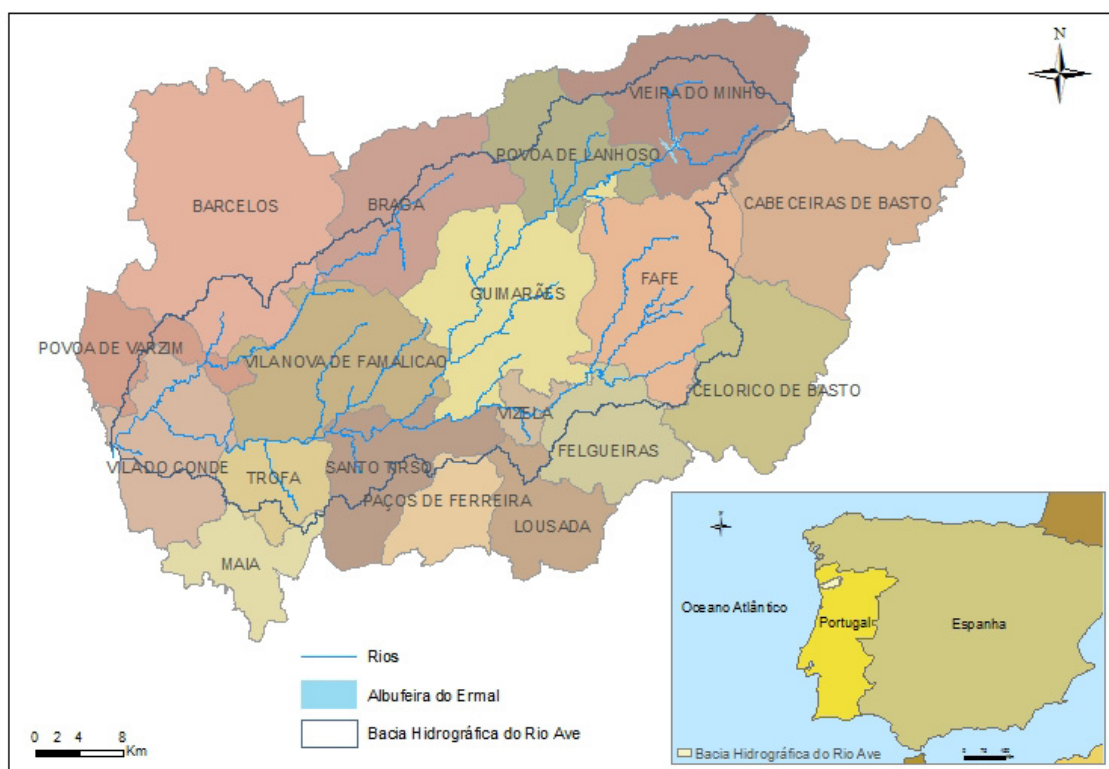 N
VIEIRA DO MINHO
POVOA DE LANHOSO
BARCELOS
BRAGA
CABECEIRAS DE BASTO
FAFE
GUIMARÃES
POVOA DE VARZIM
VILA NOVA DE FAMALICAO
CELORICO DE BASTO
VIZELA
FELGUEIRAS
VILA DO CONDE
SANTO TIRSO
TROFA
PAÇOS DE FERREIRA
LOUSADA
MAIA
Rios
Albufeira do Ermal
Bacia Hidrográfica do Rio Ave
0 2 4 8
Km
Oceano Atlântico
Portugal
Espanha
Bacia Hidrográfica do Rio Ave